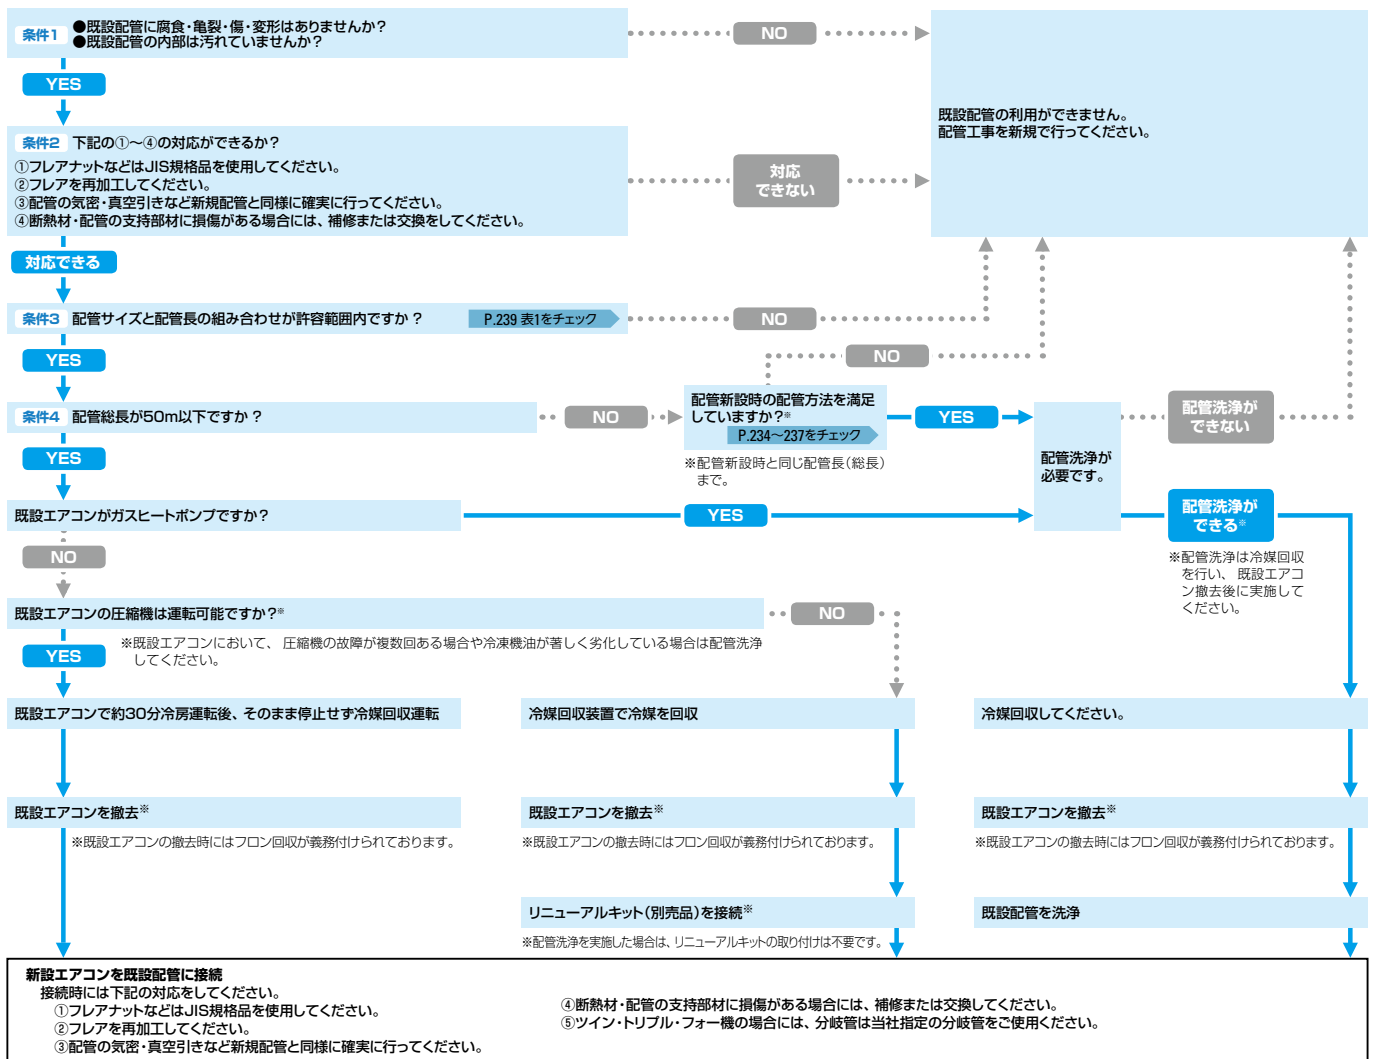 条件1 ●既設配管に腐食・亀裂・傷・変形はありませんか？
●既設配管の内部は汚れていませんか？
NO
既設配管の利用ができません。
配管工事を新規で行ってください。
YES
条件2 下記の①〜④の対応ができるか？
①フレアナットなどはJIS規格品を使用してください。
②フレアを再加工してください。
③配管の気密・真空引きなど新規配管と同様に確実に行ってください。
④断熱材・配管の支持部材に損傷がある場合には、補修または交換をしてください。
対応
できない
対応できる
条件3 配管サイズと配管長の組み合わせが許容範囲内ですか？ P.239 表1をチェック
NO
YES
NO
条件4 配管総長が50m以下ですか？
NO
配管新設時の配管方法を満足
していますか？※
P.234〜237をチェック
※配管新設時と同じ配管長（総長）
まで。
YES
配管洗浄が
必要です。
配管洗浄が
できない
YES
既設エアコンがガスヒートポンプですか？
YES
配管洗浄が
できる※
※配管洗浄は冷媒回収
を行い、既設エアコ
ン撤去後に実施して
ください。
NO
既設エアコンの圧縮機は運転可能ですか？※
NO
YES
※既設エアコンにおいて、圧縮機の故障が複数回ある場合や冷凍機油が著しく劣化している場合は配管洗浄
してください。
既設エアコンで約30分冷房運転後、そのまま停止せず冷媒回収運転
冷媒回収装置で冷媒を回収
冷媒回収してください。
既設エアコンを撤去※
既設エアコンを撤去※
既設エアコンを撤去※
※既設エアコンの撤去時にはフロン回収が義務付けられております。
※既設エアコンの撤去時にはフロン回収が義務付けられております。
※既設エアコンの撤去時にはフロン回収が義務付けられております。
リニューアルキット（別売品）を接続※
既設配管を洗浄
※配管洗浄を実施した場合は、リニューアルキットの取り付けは不要です。
新設エアコンを既設配管に接続
接続時には下記の対応をしてください。
①フレアナットなどはJIS規格品を使用してください。
②フレアを再加工してください。
③配管の気密・真空引きなど新規配管と同様に確実に行ってください。
④断熱材・配管の支持部材に損傷がある場合には、補修または交換してください。
⑤ツイン・トリプル・フォー機の場合には、分岐管は当社指定の分岐管をご使用ください。